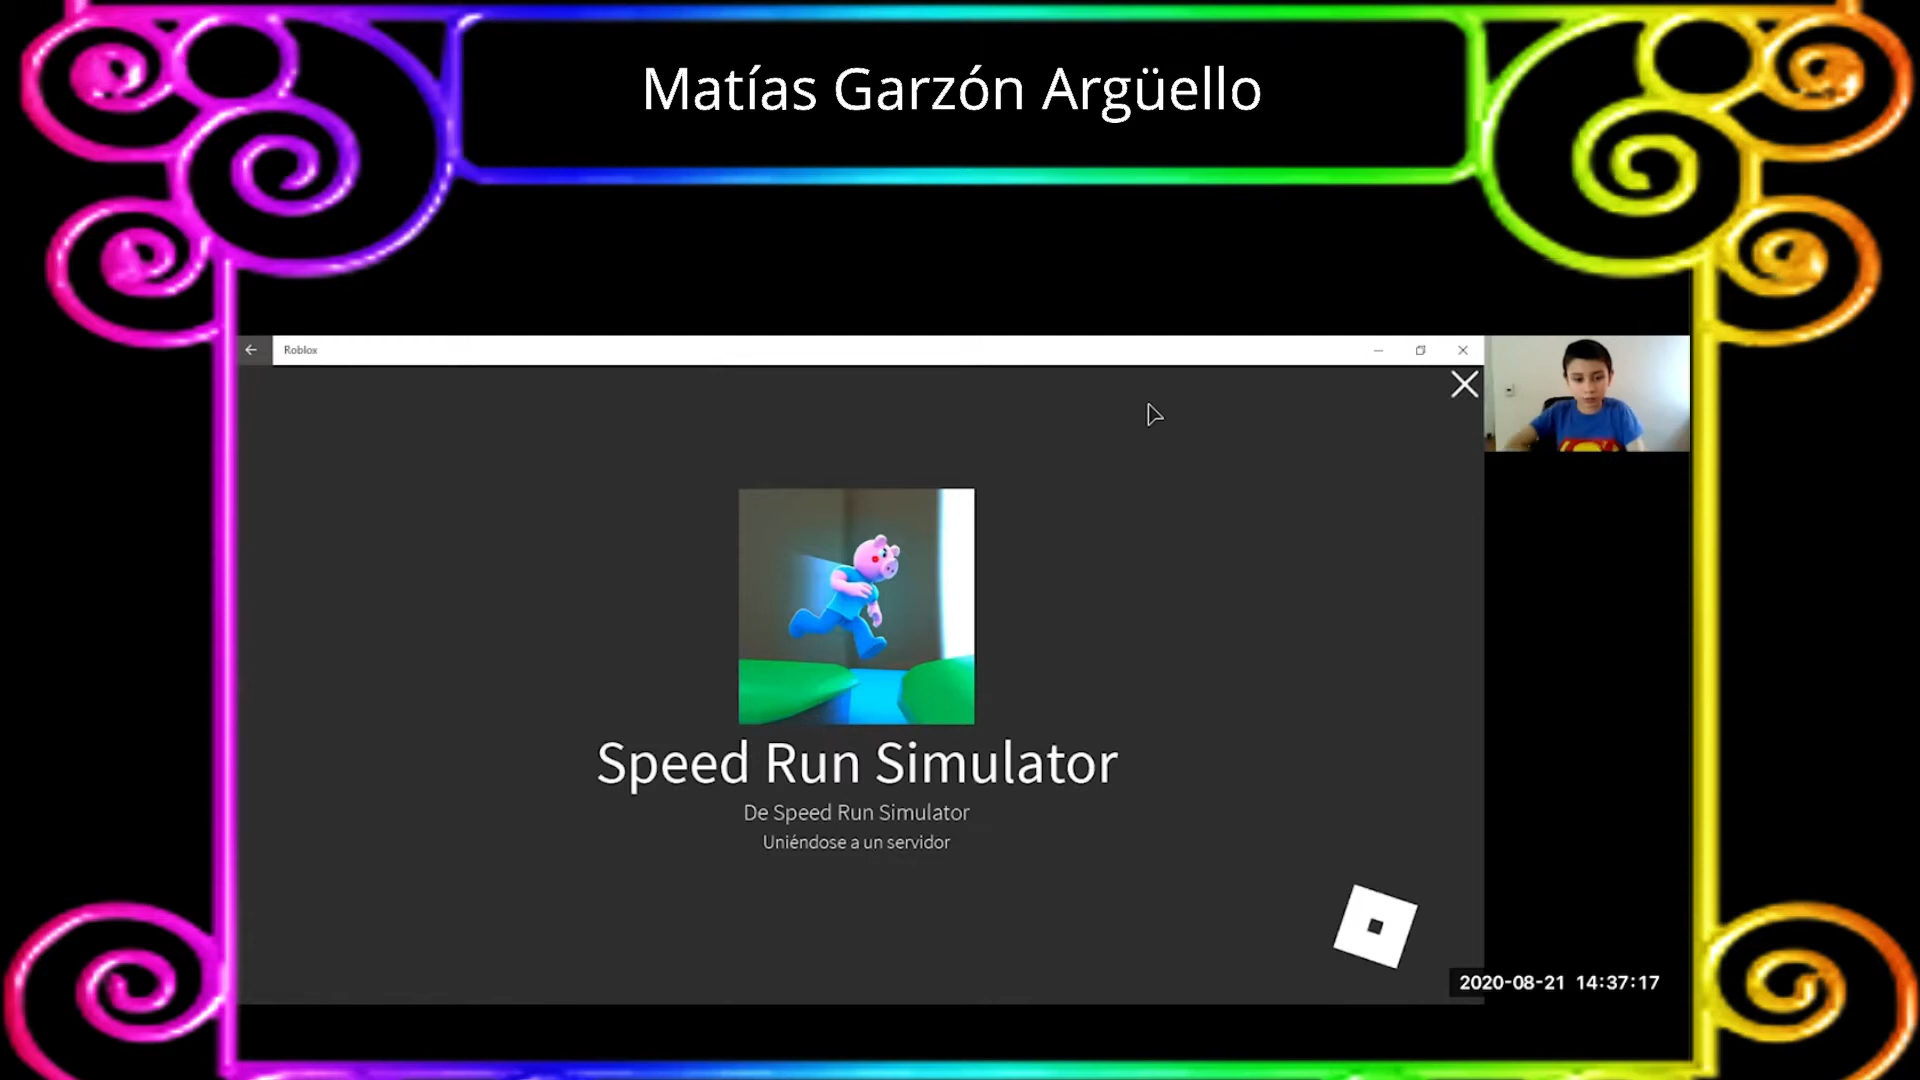 Matías Garzón Argüello
Roblox
Speed Run Simulator
De Speed Run Simulator
Uniéndose a un servidor
2020-08-21 14:37:17